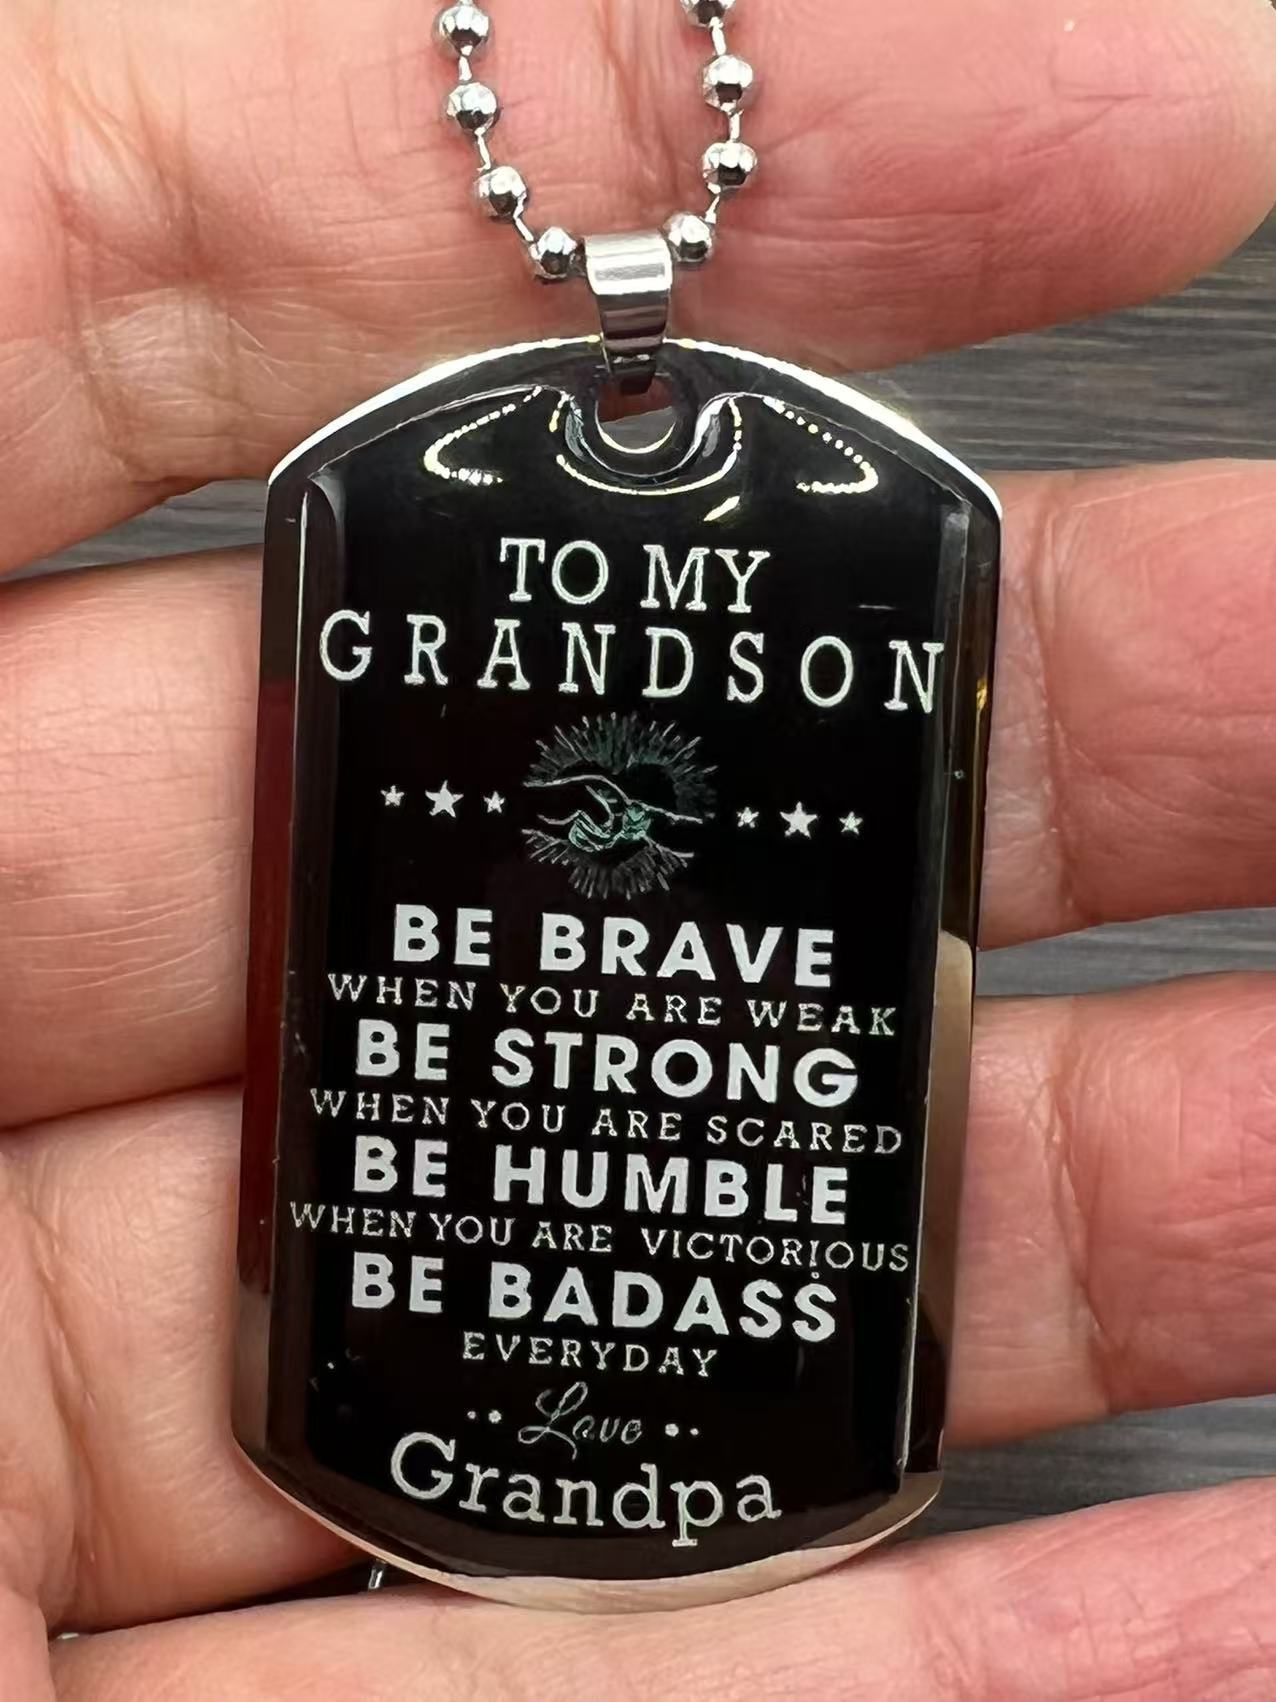 TO MY
GRANDSON
BE BRAVE
WHEN YOU ARE WEAK
BE STRONG
WHEN YOU ARE SCARED
BE HUMBLE
WHEN YOU ARE VICTORIOUS
BE BADASS
EVERYDAY
Love
Grandpa